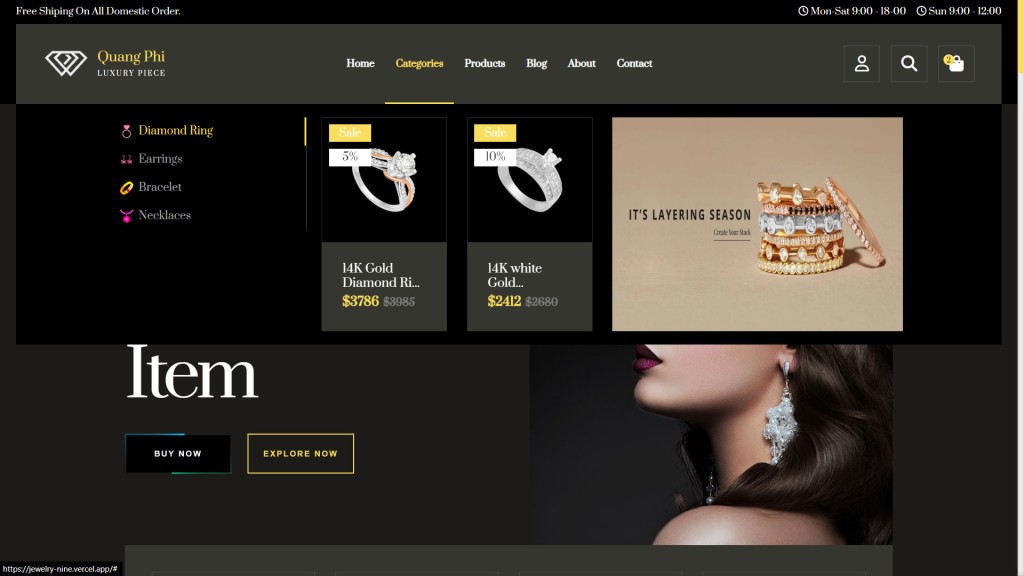 Free Shiping On All Domestic Order.
Mon-Sat 9:00 - 18-00
Sun 9:00 - 12:00
Quang Phi
LUXURY PIECE
Home
Categories
Products
Blog
About
Contact
2
Diamond Ring
Earrings
Bracelet
Necklaces
Sale
5%
14K Gold
Diamond Ri...
$3786 $3985
Sale
10%
14K white
Gold...
$2412 $2680
IT'S LAYERING SEASON
Create Your Stack
Item
BUY NOW
EXPLORE NOW
https://jewelry-nine.vercel.app/#